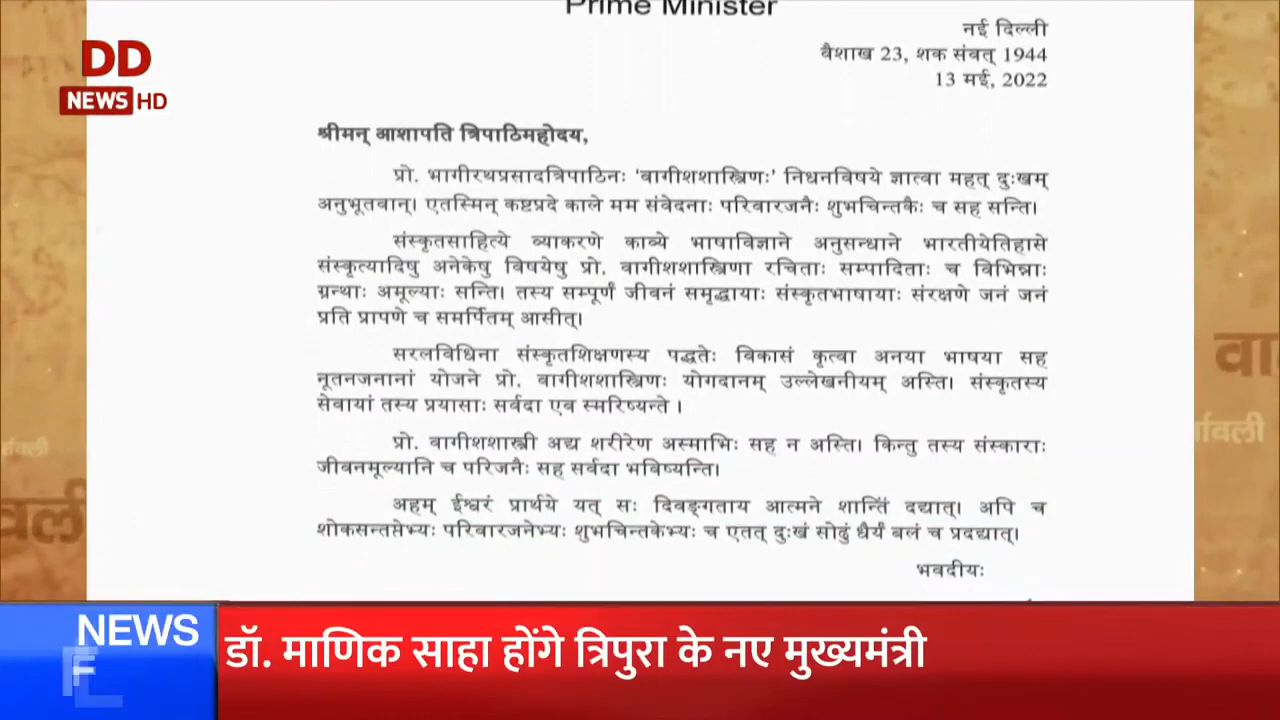 Prime Minister
नई दिल्ली
वैशाख 23, शक संवत् 1944
13 मई, 2022
DD
NEWS HD
श्रीमन् आशापति त्रिपाठिमहोदय,
प्रो. भागीरथप्रसादत्रिपाठिनः ‘वागीशशास्त्रिणः’ निधनविषये ज्ञात्वा महत् दुःखम्
अनुभूतवान्। एतस्मिन् कष्टप्रदे काले मम संवेदनाः परिवारजनैः शुभचिन्तकैः च सह सन्ति।
संस्कृतसाहित्ये व्याकरणे काव्ये भाषाविज्ञाने अनुसन्धाने भारतीयेतिहासे
संस्कृत्यादिषु अनेकेषु विषयेषु प्रो. वागीशशास्त्रिणा रचिताः सम्पादिताः च विभिन्नाः
ग्रन्थाः अमूल्याः सन्ति। तस्य सम्पूर्णं जीवनं समृद्धायाः संस्कृतभाषायाः संरक्षणे जनं जनं
प्रति प्रापणे च समर्पितम् आसीत्।
सरलविधिना संस्कृतशिक्षणस्य पद्धतेः विकासं कृत्वा अनया भाषया सह
नूतनजनानां योजने प्रो. वागीशशास्त्रिणः योगदानम् उल्लेखनीयम् अस्ति। संस्कृतस्य
सेवायां तस्य प्रयासाः सर्वदा एव स्मरिष्यन्ते ।
प्रो. वागीशशास्त्री अद्य शरीरेण अस्माभिः सह न अस्ति। किन्तु तस्य संस्काराः
जीवनमूल्यानि च परिजनैः सह सर्वदा भविष्यन्ति।
अहम् ईश्वरं प्रार्थये यत् सः दिवङ्गताय आत्मने शान्तिं दद्यात्। अपि च
शोकसन्तप्तेभ्यः परिवारजनेभ्यः शुभचिन्तकेभ्यः च एतत् दुःखं सोढुं धैर्यं बलं च प्रदद्यात्।
भवदीयः
NEWS
डॉ. माणिक साहा होंगे त्रिपुरा के नए मुख्यमंत्री